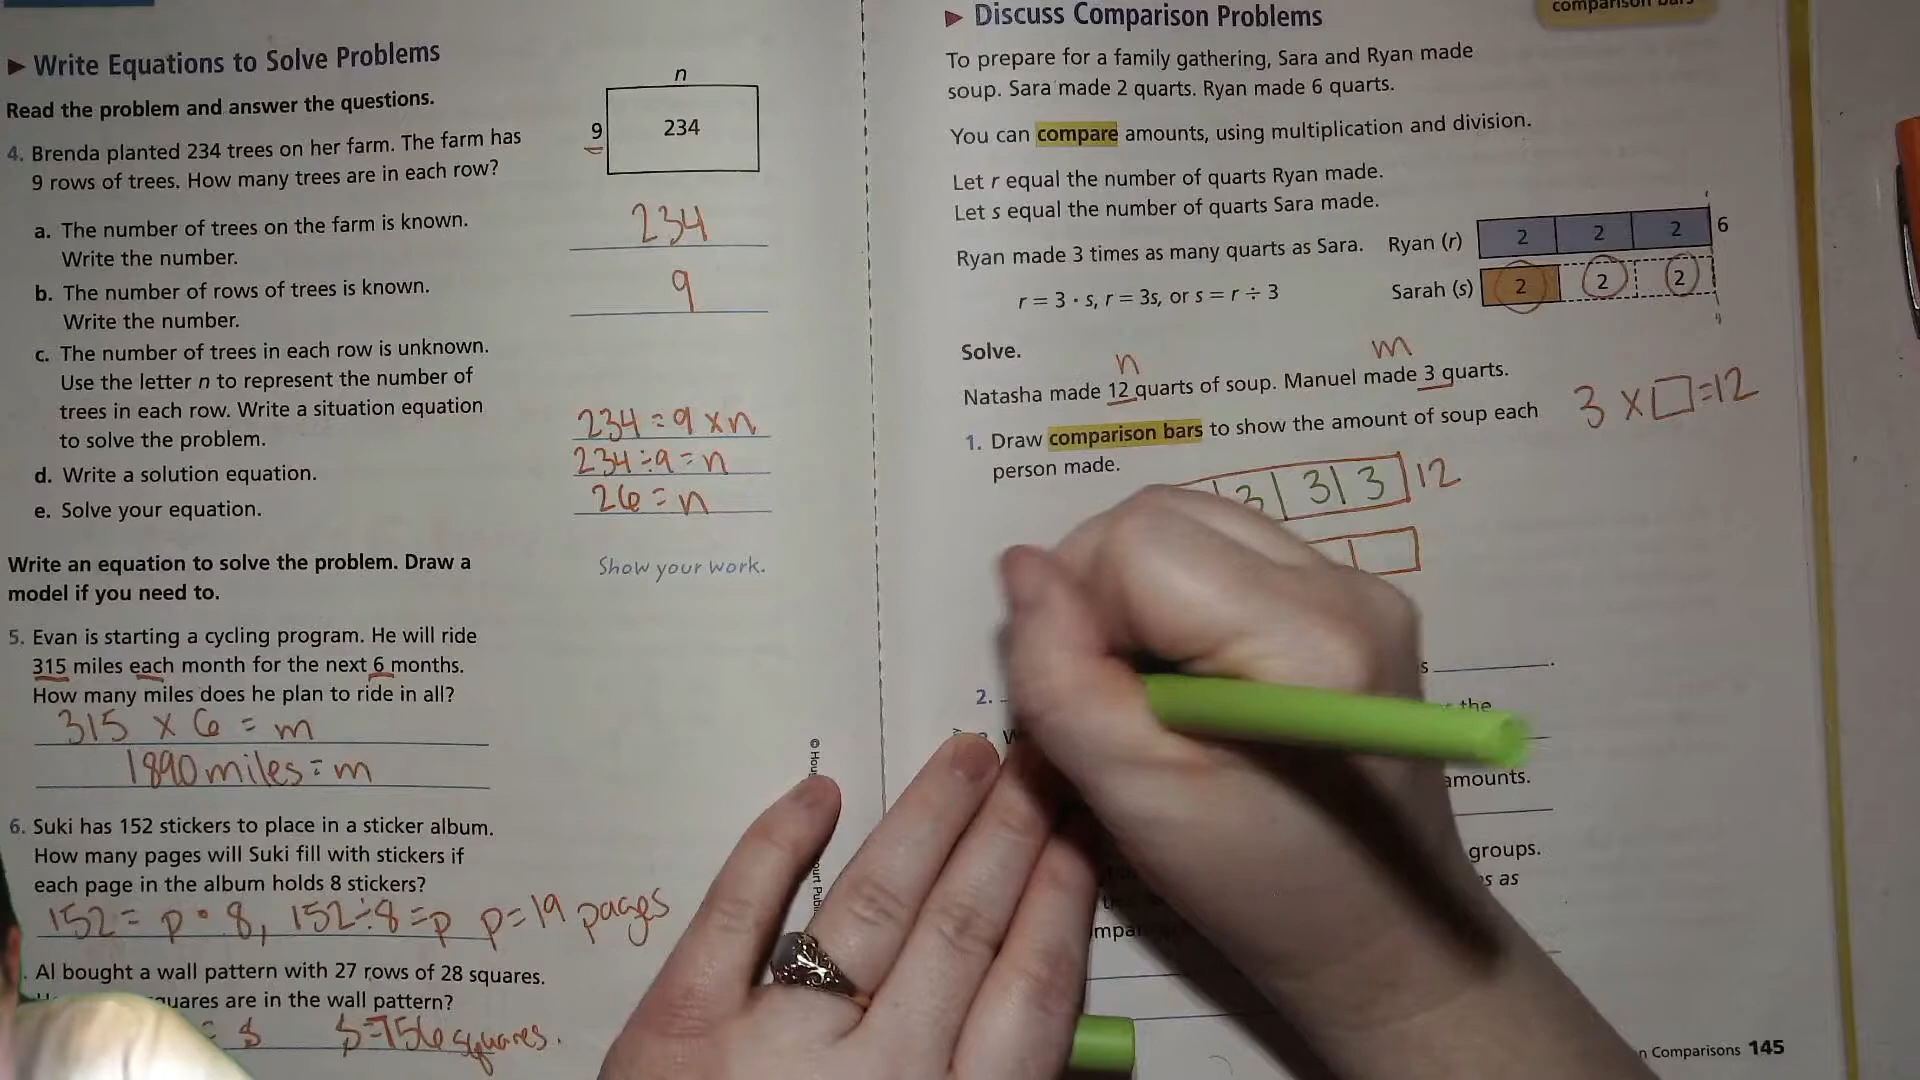 ▶ Write Equations to Solve Problems
Read the problem and answer the questions.
4. Brenda planted 234 trees on her farm. The farm has
9 rows of trees. How many trees are in each row?
n
9
234
a. The number of trees on the farm is known.
Write the number.
234
b. The number of rows of trees is known.
Write the number.
9
c. The number of trees in each row is unknown.
Use the letter n to represent the number of
trees in each row. Write a situation equation
to solve the problem.
234 = 9 x n
d. Write a solution equation.
234 ÷ 9 = n
e. Solve your equation.
26 = n
Write an equation to solve the problem. Draw a
model if you need to.
Show your work.
5. Evan is starting a cycling program. He will ride
315 miles each month for the next 6 months.
How many miles does he plan to ride in all?
315 x 6 = m
1890 miles = m
6. Suki has 152 stickers to place in a sticker album.
How many pages will Suki fill with stickers if
each page in the album holds 8 stickers?
152 = p • 8, 152 ÷ 8 = p p = 19 pages
Al bought a wall pattern with 27 rows of 28 squares.
are in the wall pattern?
= s s = 756 squares.
comparison bars
▶ Discuss Comparison Problems
To prepare for a family gathering, Sara and Ryan made
soup. Sara made 2 quarts. Ryan made 6 quarts.
You can compare amounts, using multiplication and division.
Let r equal the number of quarts Ryan made.
Let s equal the number of quarts Sara made.
Ryan made 3 times as many quarts as Sara.
r = 3 · s, r = 3s, or s = r ÷ 3
Ryan (r) 2 2 2 6
Sarah (s) 2 2 2
Solve.
n m
Natasha made 12 quarts of soup. Manuel made 3 quarts.
3 x □ = 12
1. Draw comparison bars to show the amount of soup each
person made.
3 3 3 12
2.
the
amounts.
groups.
as
Comparisons 145